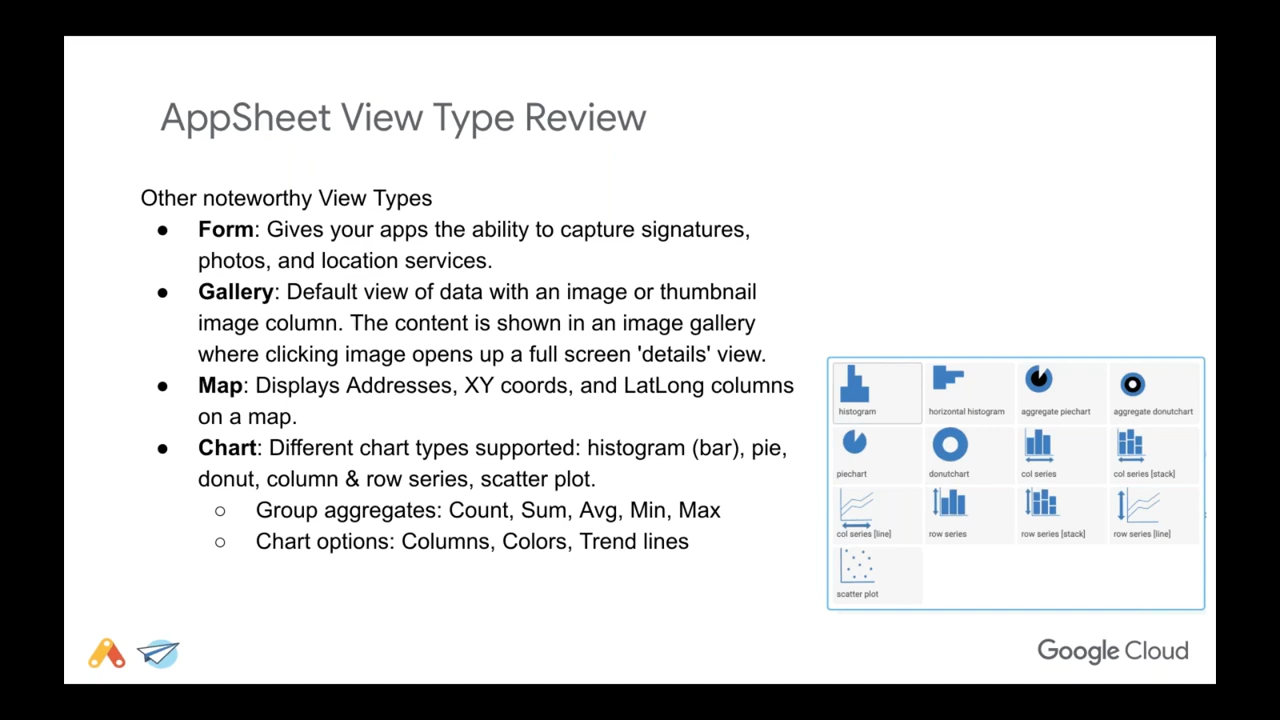 AppSheet View Type Review
Other noteworthy View Types
● Form: Gives your apps the ability to capture signatures,
photos, and location services.
● Gallery: Default view of data with an image or thumbnail
image column. The content is shown in an image gallery
where clicking image opens up a full screen 'details' view.
● Map: Displays Addresses, XY coords, and LatLong columns
on a map.
● Chart: Different chart types supported: histogram (bar), pie,
donut, column & row series, scatter plot.
○ Group aggregates: Count, Sum, Avg, Min, Max
○ Chart options: Columns, Colors, Trend lines
histogram
horizontal histogram
aggregate piechart
aggregate donutchart
piechart
donutchart
col series
col series [stack]
col series [line]
row series
row series [stack]
row series [line]
scatter plot
Google Cloud